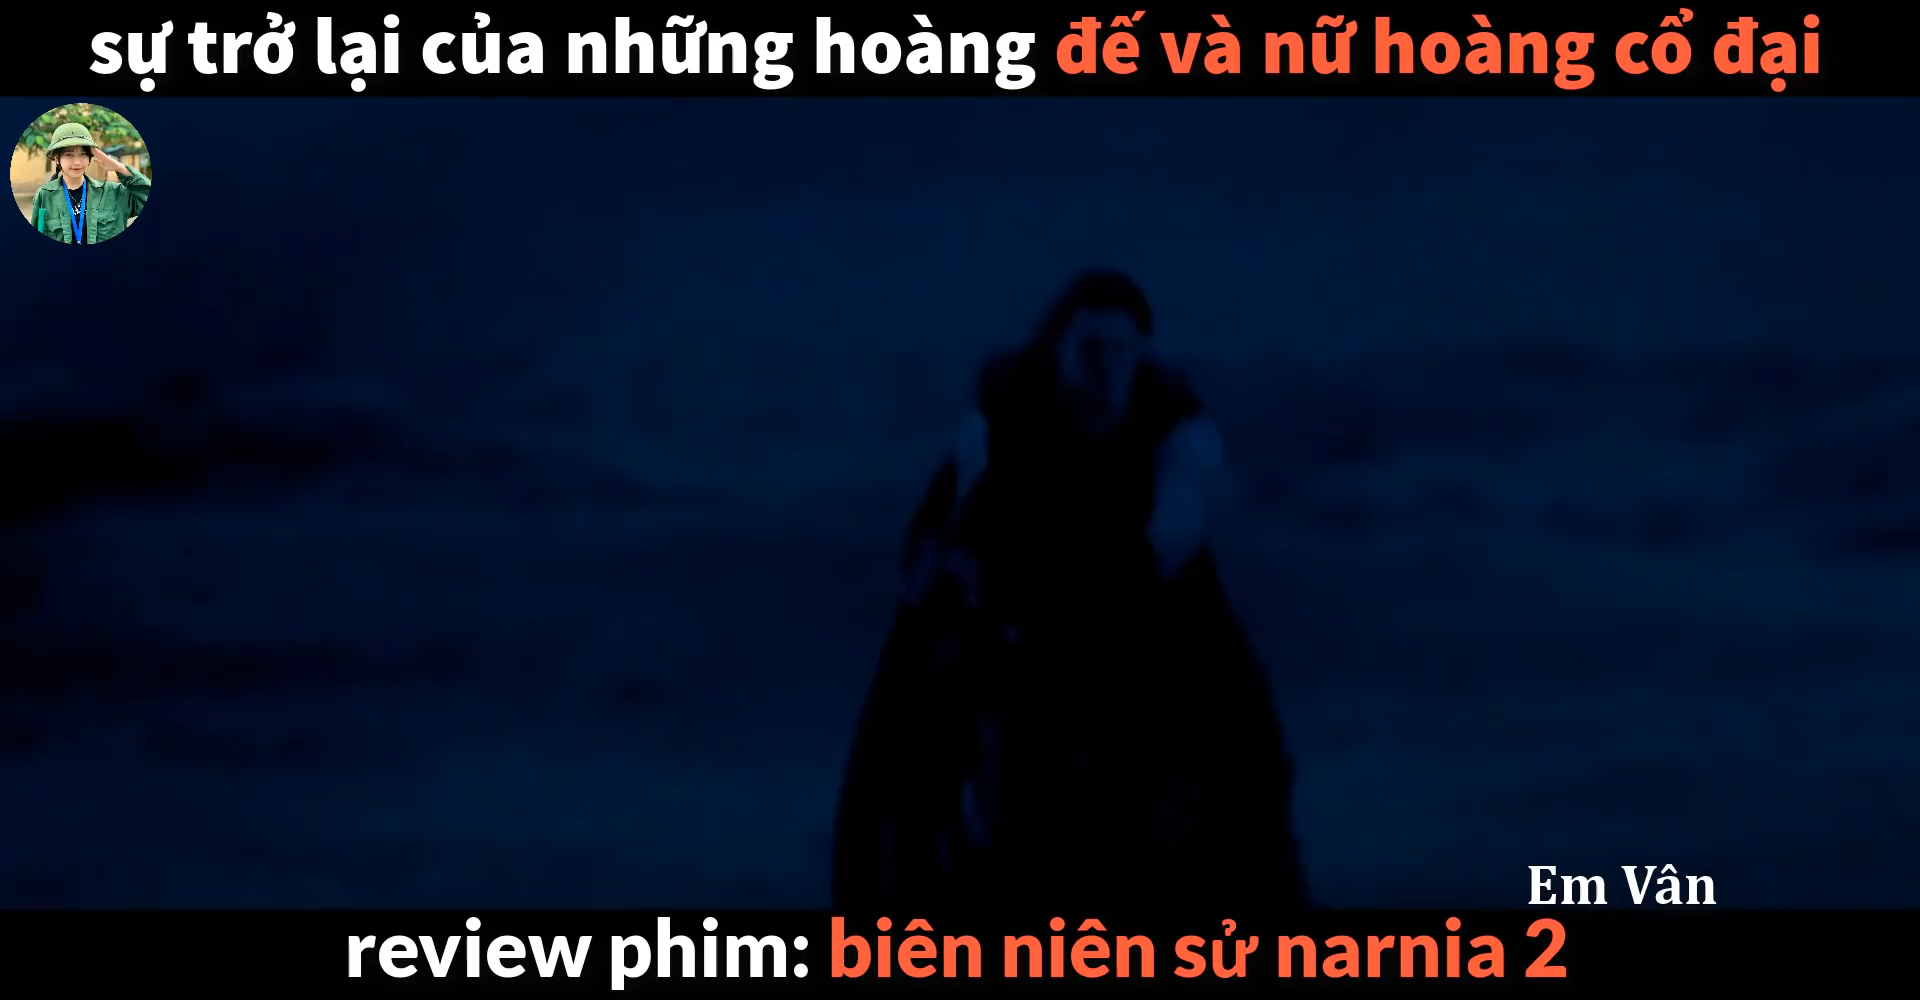 sự trở lại của những hoàng đế và nữ hoàng cổ đại
Em Vân
review phim: biên niên sử narnia 2